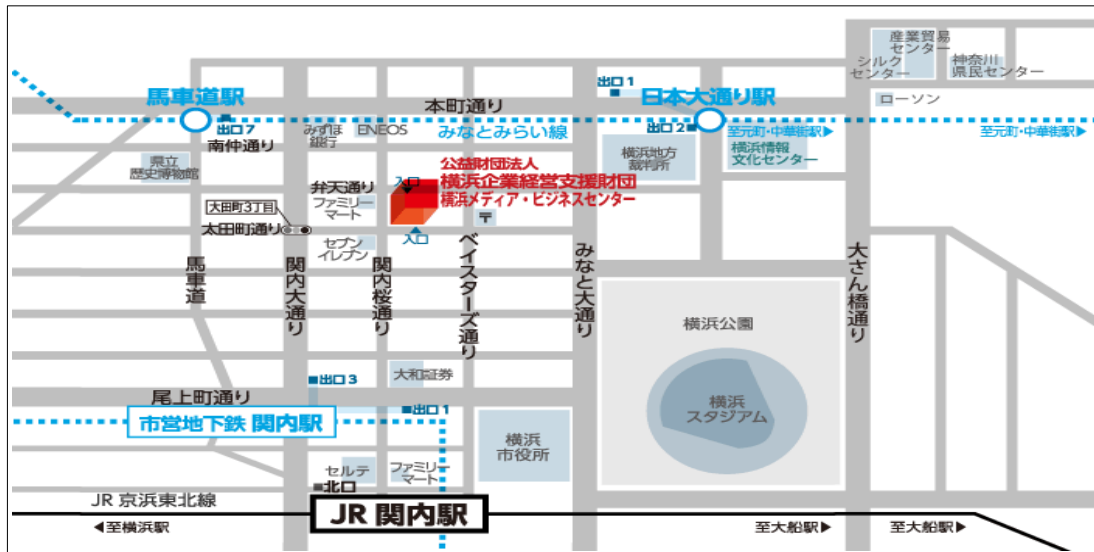 産業貿易
センター
シルク
センター
神奈川
県民センター
ローソン
出口1
馬車道駅
本町通り
日本大通り駅
出口7
みずほ
銀行
ENEOS
みなとみらい線
出口2
至元町・中華街駅▶
至元町・中華街駅▶
南仲通り
横浜地方
裁判所
横浜情報
文化センター
県立
歴史博物館
公益財団法人
横浜企業経営支援財団
横浜メディア・ビジネスセンター
入口
弁天通り
ファミリー
マート
大田町3丁目
太田町通り
〒
入口
セブン
イレブン
馬車道
関内大通り
関内桜通り
ベイスターズ通り
みなと大通り
大さん橋通り
横浜公園
横浜
スタジアム
大和証券
出口3
尾上町通り
出口1
市営地下鉄 関内駅
横浜
市役所
セルテ
ファミリー
マート
北口
JR 京浜東北線
JR 関内駅
◀至横浜駅
至大船駅▶
至大船駅▶